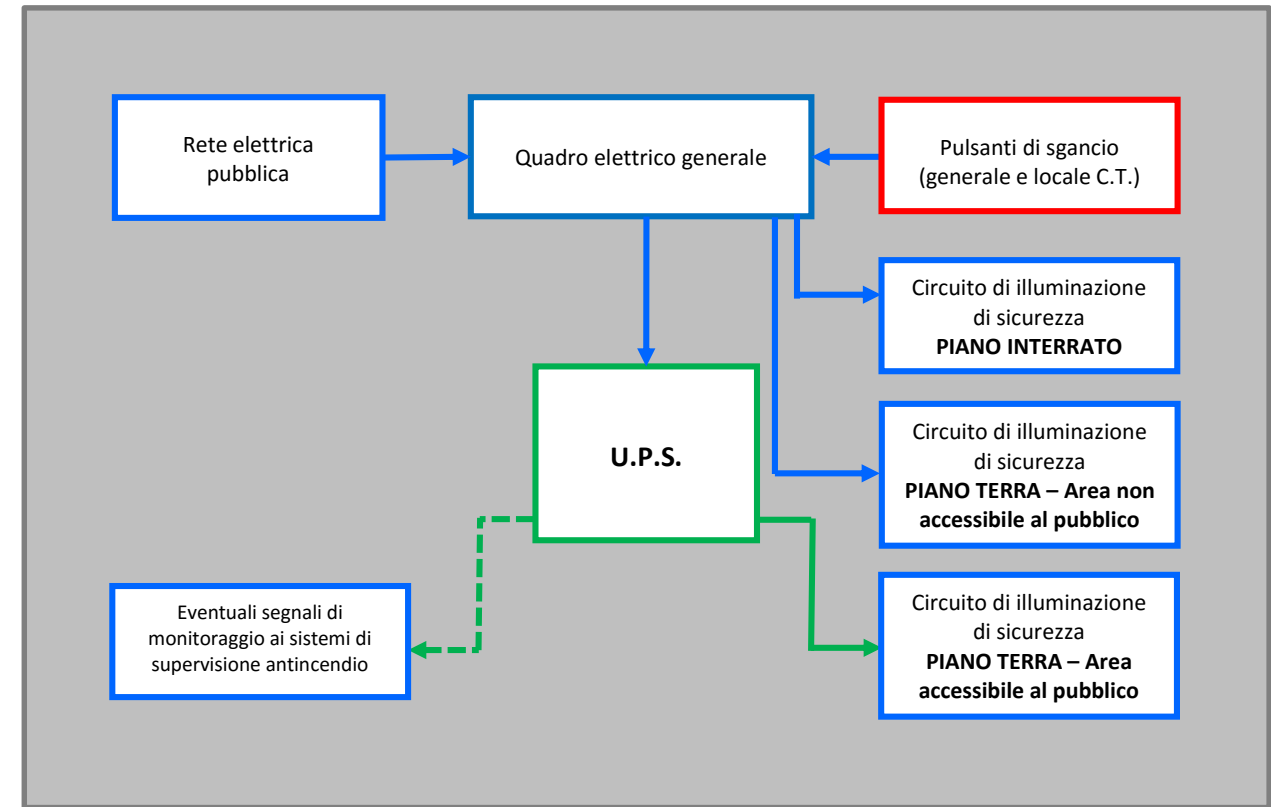 Rete elettrica
pubblica
Quadro elettrico generale
Pulsanti di sgancio
(generale e locale C.T.)
Circuito di illuminazione
di sicurezza
PIANO INTERRATO
U.P.S.
Circuito di illuminazione
di sicurezza
PIANO TERRA – Area non
accessibile al pubblico
Eventuali segnali di
monitoraggio ai sistemi di
supervisione antincendio
Circuito di illuminazione
di sicurezza
PIANO TERRA – Area
accessibile al pubblico